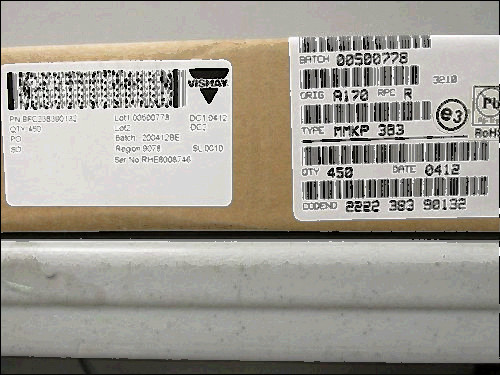 VISHAY
PN:BFC238390132
QTY:450
PO
SO
Lot1:00500778
Lot2
Batch: 200412BE
Region:9078
Ser No:RHE8008746
DC1:0412
DC2
SL:0010
BATCH 00500778
3210
ORIG A170 RPC R
TYPE MMKP 383
e3
RoHS
QTY 450 DATE 0412
CODENO 2222 383 90132